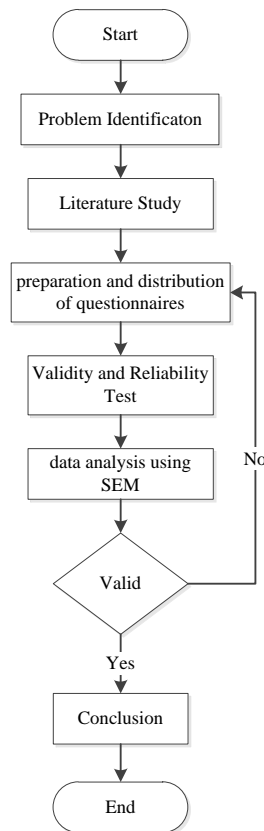 Start
Problem Identificaton
Literature Study
preparation and distribution
of questionnaires
Validity and Reliability
Test
data analysis using
SEM
No
Valid
Yes
Conclusion
End